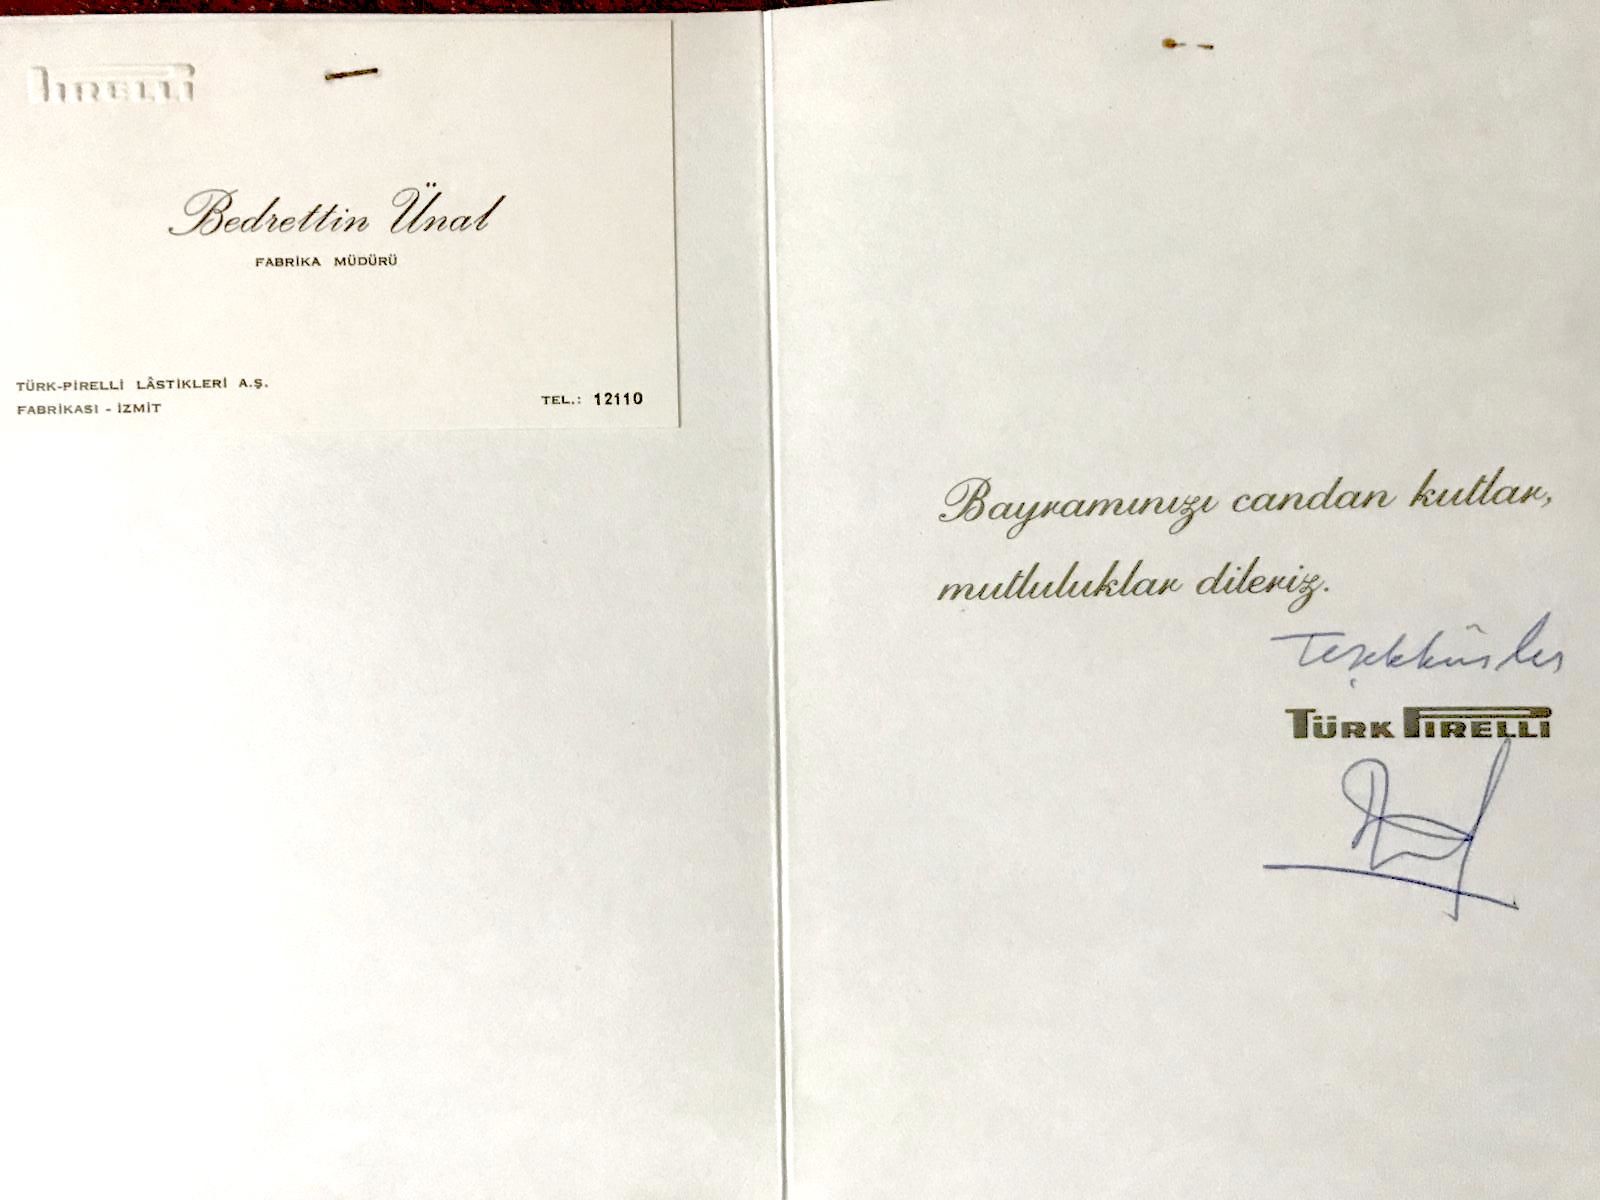 PIRELLI
Bedrettin Ünal
FABRİKA MÜDÜRÜ
TÜRK-PİRELLİ LÂSTİKLERİ A.Ş.
FABRİKASI - İZMİT
TEL.: 12110
Bayramınızı candan kutlar,
mutluluklar dileriz.
Teşekkürler
TÜRK PIRELLI